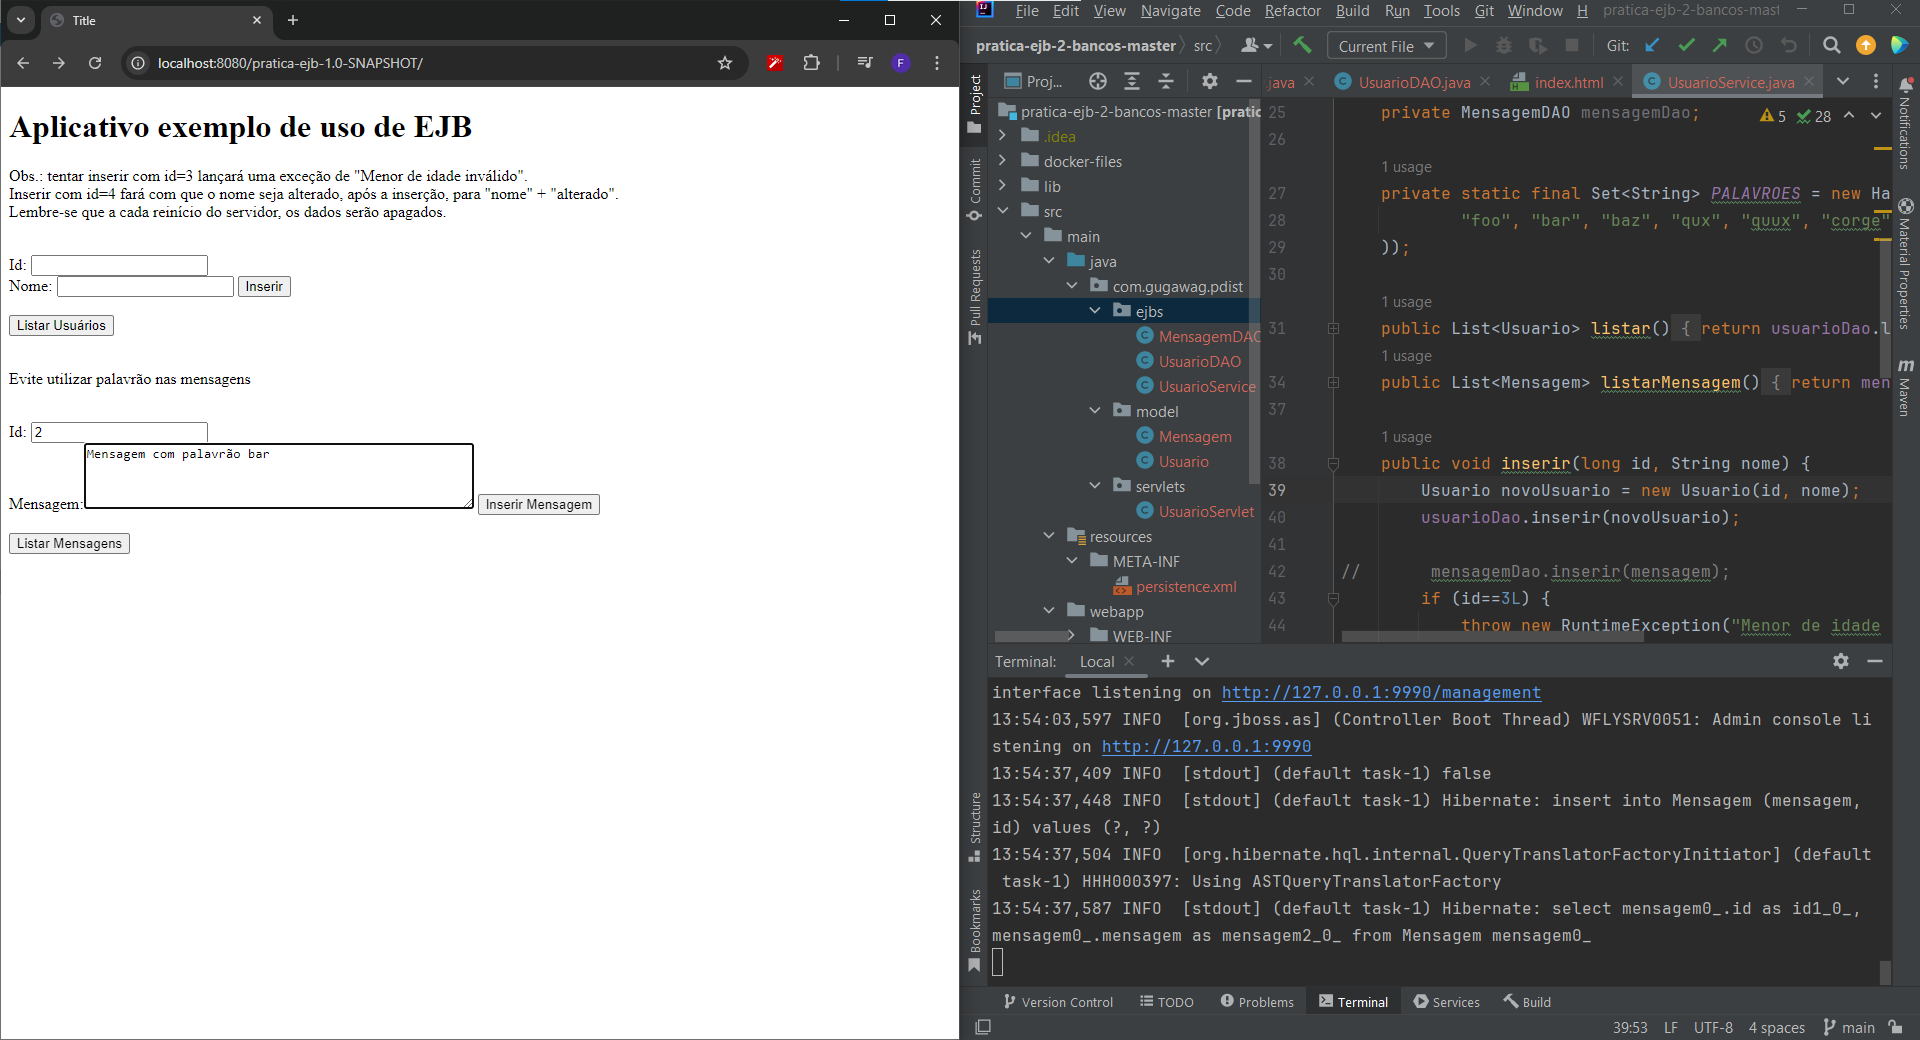 Title
localhost:8080/pratica-ejb-1.0-SNAPSHOT/
F
Aplicativo exemplo de uso de EJB
Obs.: tentar inserir com id=3 lançará uma exceção de "Menor de idade inválido".
Inserir com id=4 fará com que o nome seja alterado, após a inserção, para "nome" + "alterado".
Lembre-se que a cada reinício do servidor, os dados serão apagados.
Id:
Nome: Inserir
Listar Usuários
Evite utilizar palavrão nas mensagens
Id: 2
Mensagem com palavrão bar
Mensagem: Inserir Mensagem
Listar Mensagens
File Edit View Navigate Code Refactor Build Run Tools Git Window H pratica-ejb-2-bancos-mast
pratica-ejb-2-bancos-master src Current File Git:
Proj... java UsuarioDAO.java index.html UsuarioService.java
Project
Commit
Pull Requests
Structure
Bookmarks
pratica-ejb-2-bancos-master [pratic
.idea
docker-files
lib
src
main
java
com.gugawag.pdist
ejbs
MensagemDAO
UsuarioDAO
UsuarioService
model
Mensagem
Usuario
servlets
UsuarioServlet
resources
META-INF
persistence.xml
webapp
WEB-INF
25 private MensagemDAO mensagemDao; 5 28
26
1 usage
27 private static final Set<String> PALAVROES = new Ha
28 "foo", "bar", "baz", "qux", "quux", "corge"
29 ));
30
1 usage
31 public List<Usuario> listar() { return usuarioDao.l
1 usage
34 public List<Mensagem> listarMensagem() { return men
37
1 usage
38 public void inserir(long id, String nome) {
39 Usuario novoUsuario = new Usuario(id, nome);
40 usuarioDao.inserir(novoUsuario);
41
42 // mensagemDao.inserir(mensagem);
43 if (id==3L) {
44 throw new RuntimeException("Menor de idade
Notifications
Material Properties
Maven
Terminal: Local
interface listening on http://127.0.0.1:9990/management
13:54:03,597 INFO [org.jboss.as] (Controller Boot Thread) WFLYSRV0051: Admin console li
stening on http://127.0.0.1:9990
13:54:37,409 INFO [stdout] (default task-1) false
13:54:37,448 INFO [stdout] (default task-1) Hibernate: insert into Mensagem (mensagem,
id) values (?, ?)
13:54:37,504 INFO [org.hibernate.hql.internal.QueryTranslatorFactoryInitiator] (default
task-1) HHH000397: Using ASTQueryTranslatorFactory
13:54:37,587 INFO [stdout] (default task-1) Hibernate: select mensagem0_.id as id1_0_,
mensagem0_.mensagem as mensagem2_0_ from Mensagem mensagem0_
Version Control TODO Problems Terminal Services Build
39:53 LF UTF-8 4 spaces main